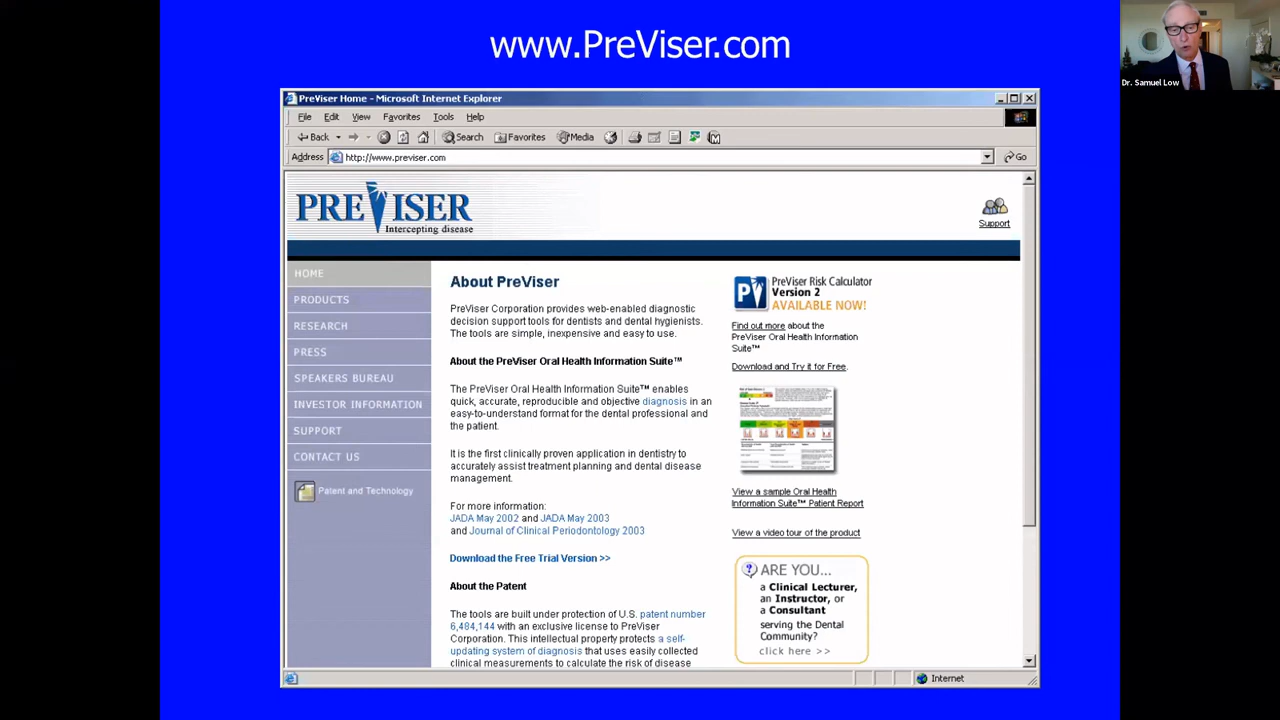 www.PreViser.com
Dr. Samuel Low
PreViser Home - Microsoft Internet Explorer
File Edit View Favorites Tools Help
Back Search Favorites Media
Address http://www.previser.com Go
PREVISER
Intercepting disease
Support
HOME
PRODUCTS
RESEARCH
PRESS
SPEAKERS BUREAU
INVESTOR INFORMATION
SUPPORT
CONTACT US
Patent and Technology
About PreViser
PreViser Corporation provides web-enabled diagnostic
decision support tools for dentists and dental hygienists.
The tools are simple, inexpensive and easy to use.
About the PreViser Oral Health Information Suite™
The PreViser Oral Health Information Suite™ enables
quick, accurate, reproducible and objective diagnosis in an
easy-to-understand format for the dental professional and
the patient.
It is the first clinically proven application in dentistry to
accurately assist treatment planning and dental disease
management.
For more information:
JADA May 2002 and JADA May 2003
and Journal of Clinical Periodontology 2003
Download the Free Trial Version >>
About the Patent
The tools are built under protection of U.S. patent number
6,484,144 with an exclusive license to PreViser
Corporation. This intellectual property protects a self-
updating system of diagnosis that uses easily collected
clinical measurements to calculate the risk of disease
PV
PreViser Risk Calculator
Version 2
AVAILABLE NOW!
Find out more about the
PreViser Oral Health Information
Suite™
Download and Try it for Free.
View a sample Oral Health
Information Suite™ Patient Report
View a video tour of the product
? ARE YOU...
a Clinical Lecturer,
an Instructor, or
a Consultant
serving the Dental
Community?
click here >>
Internet